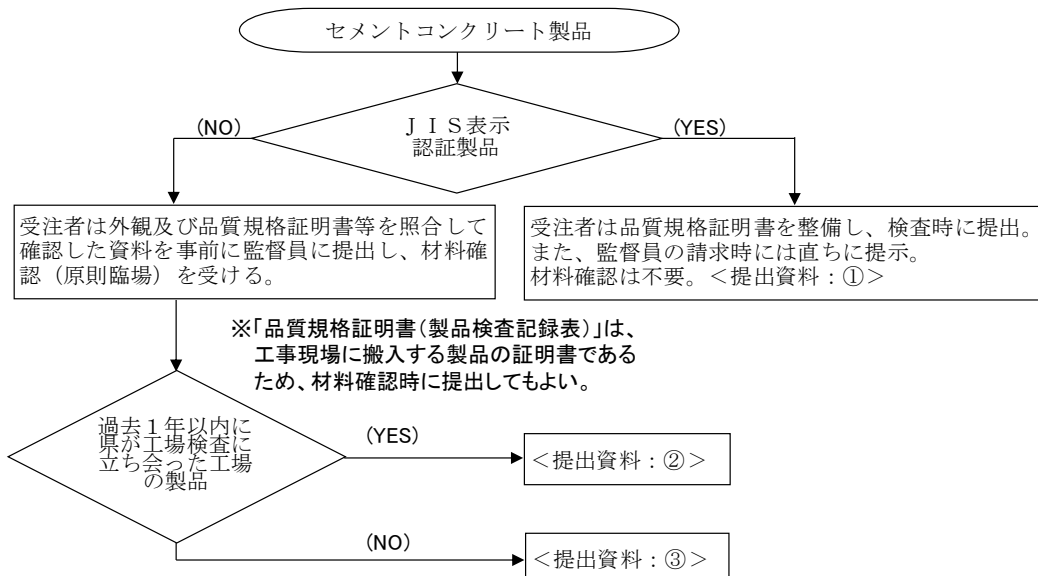 セメントコンクリート製品
ＪＩＳ表示
認証製品
(NO)
(YES)
受注者は外観及び品質規格証明書等を照合して
確認した資料を事前に監督員に提出し、材料確
認（原則臨場）を受ける。
受注者は品質規格証明書を整備し、検査時に提出。
また、監督員の請求時には直ちに提示。
材料確認は不要。＜提出資料：①＞
※「品質規格証明書（製品検査記録表）」は、
工事現場に搬入する製品の証明書である
ため、材料確認時に提出してもよい。
過去１年以内に
県が工場検査に
立ち会った工場
の製品
(YES)
＜提出資料：②＞
(NO)
＜提出資料：③＞